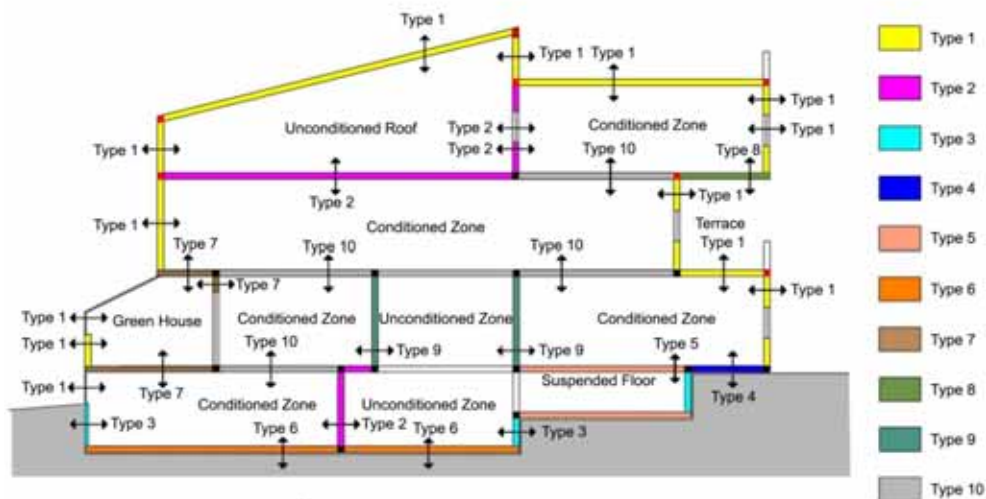 Type 1
Type 1 Type 1
Type 1
Unconditioned Roof Type 2 Conditioned Zone Type 1
Type 1 Type 2 Type 10 Type 8
Type 2 Type 1
Type 1 Conditioned Zone Terrace
Type 7 Type 10 Type 10 Type 1
Type 7 Type 1
Type 1 Green House Conditioned Zone Unconditioned Zone Conditioned Zone
Type 1 Type 10 Type 9 Type 9 Type 5
Type 1 Type 7 Suspended Floor Type 4
Conditioned Zone Unconditioned Zone
Type 3 Type 6 Type 2 Type 6 Type 3
Type 1
Type 2
Type 3
Type 4
Type 5
Type 6
Type 7
Type 8
Type 9
Type 10